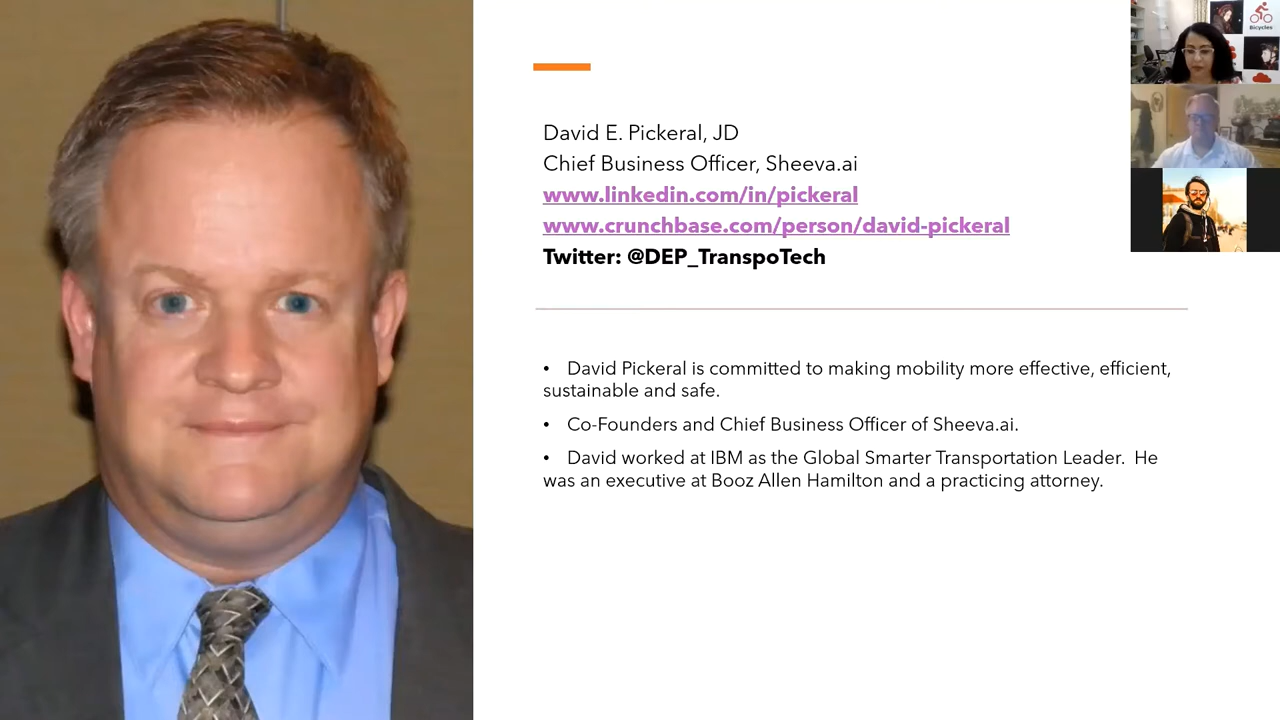 David E. Pickeral, JD
Chief Business Officer, Sheeva.ai
www.linkedin.com/in/pickeral
www.crunchbase.com/person/david-pickeral
Twitter: @DEP_TranspoTech
• David Pickeral is committed to making mobility more effective, efficient,
sustainable and safe.
• Co-Founders and Chief Business Officer of Sheeva.ai.
• David worked at IBM as the Global Smarter Transportation Leader. He
was an executive at Booz Allen Hamilton and a practicing attorney.
Bicycles